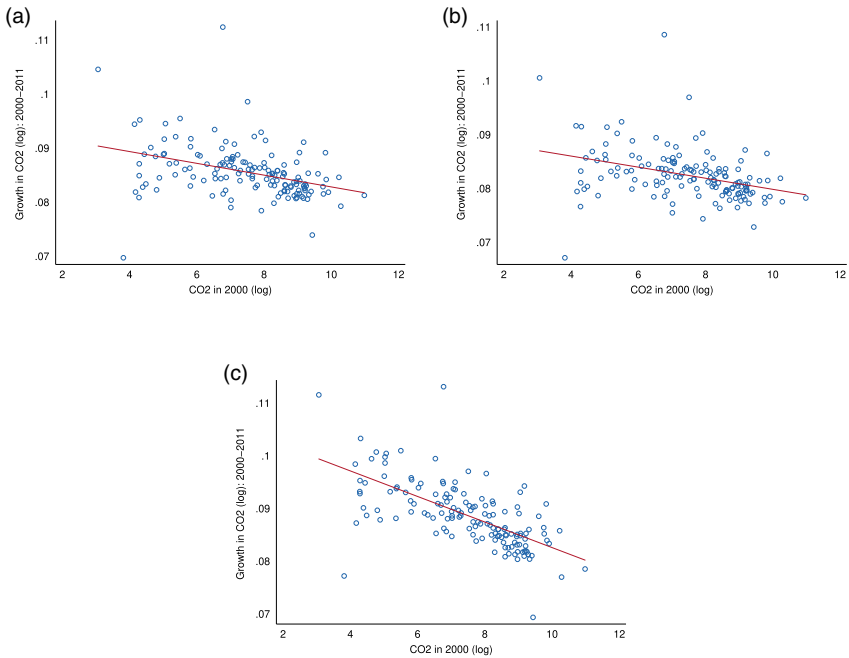 (a)
Growth in CO2 (log): 2000−2011
.11
.1
.09
.08
.07
2 4 6 8 10 12
CO2 in 2000 (log)
(b)
Growth in CO2 (log): 2000−2011
.11
.1
.09
.08
.07
2 4 6 8 10 12
CO2 in 2000 (log)
(c)
Growth in CO2 (log): 2000−2011
.11
.1
.09
.08
.07
2 4 6 8 10 12
CO2 in 2000 (log)